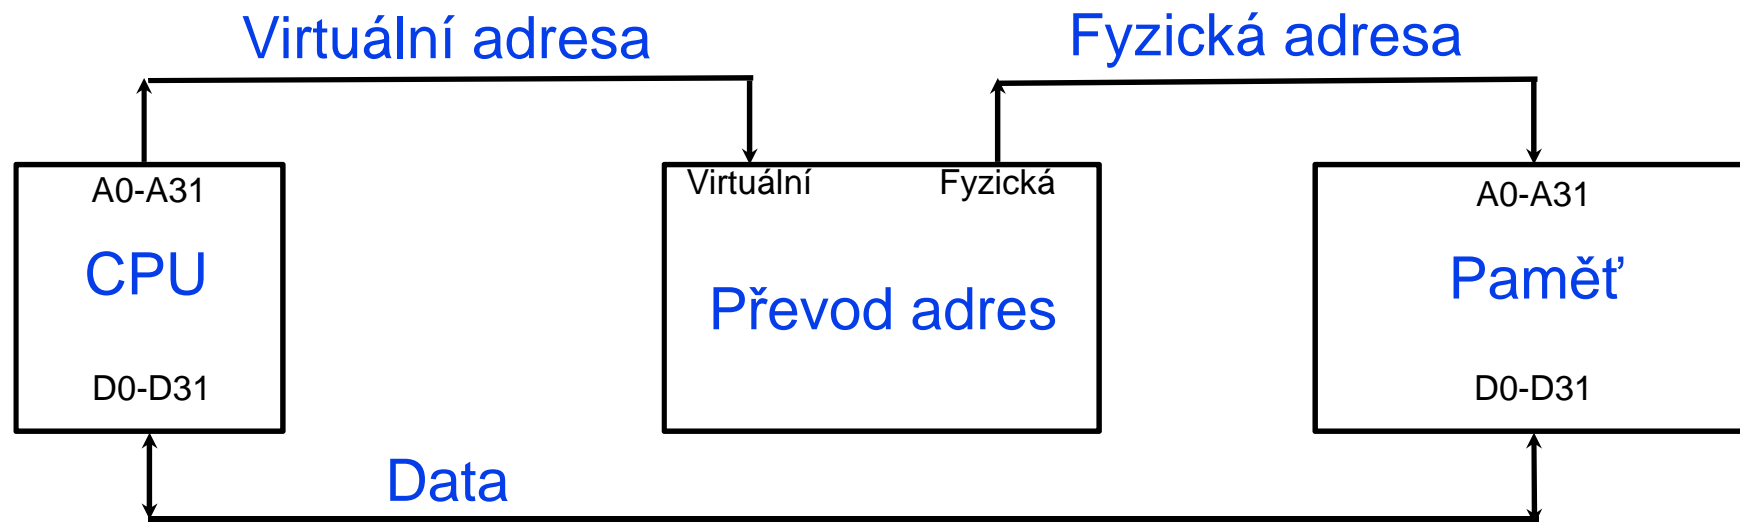 Virtuální adresa
Fyzická adresa
A0-A31
Virtuální
Fyzická
A0-A31
CPU
Převod adres
Paměť
D0-D31
D0-D31
Data